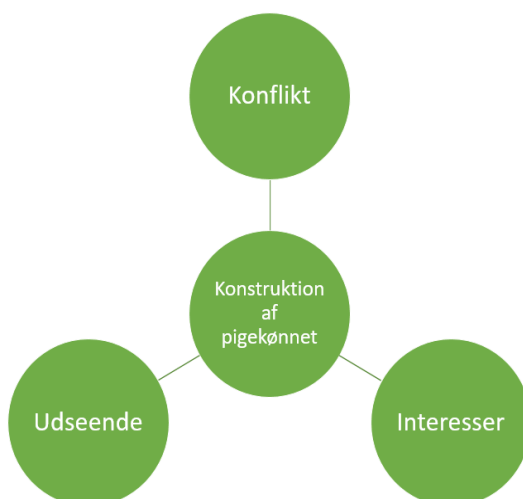 Konflikt
Konstruktion
af
pigekønnet
Udseende
Interesser